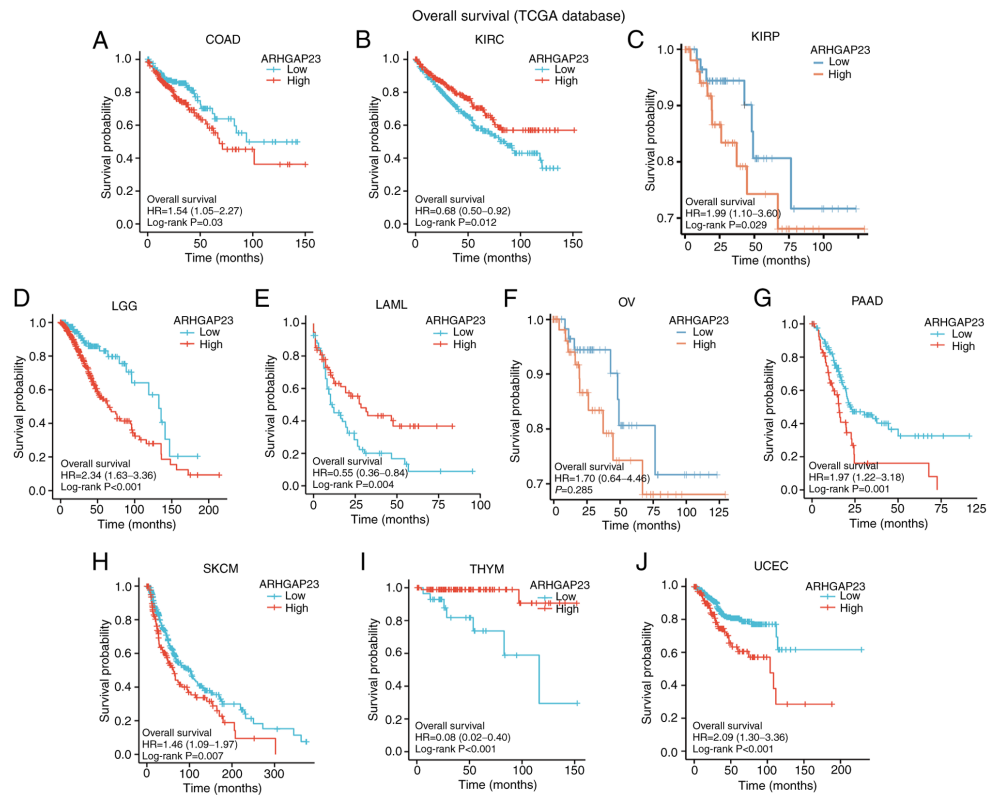 Overall survival (TCGA database)
A
COAD
ARHGAP23
Low
High
Survival probability
1.0
0.8
0.6
0.4
0.2
0.0
Overall survival
HR=1.54 (1.05–2.27)
Log-rank P=0.03
0 50 100 150
Time (months)
B
KIRC
ARHGAP23
Low
High
Survival probability
1.0
0.8
0.6
0.4
0.2
0.0
Overall survival
HR=0.68 (0.50–0.92)
Log-rank P=0.012
0 50 100 150
Time (months)
C
KIRP
ARHGAP23
Low
High
Survival probability
1.0
0.9
0.8
0.7
Overall survival
HR=1.99 (1.10–3.60)
Log-rank P=0.029
0 25 50 75 100 125
Time (months)
D
LGG
ARHGAP23
Low
High
Survival probability
1.0
0.8
0.6
0.4
0.2
0.0
Overall survival
HR=2.34 (1.63–3.36)
Log-rank P<0.001
0 50 100 150 200
Time (months)
E
LAML
ARHGAP23
Low
High
Survival probability
1.0
0.8
0.6
0.4
0.2
0.0
Overall survival
HR=0.55 (0.36–0.84)
Log-rank P=0.004
0 25 50 75 100
Time (months)
F
OV
ARHGAP23
Low
High
Survival probability
1.0
0.9
0.8
0.7
Overall survival
HR=1.70 (0.64–4.46)
P=0.285
0 25 50 75 100 125
Time (months)
G
PAAD
ARHGAP23
Low
High
Survival probability
1.0
0.8
0.6
0.4
0.2
0.0
Overall survival
HR=1.97 (1.22–3.18)
Log-rank P=0.001
0 25 50 75 125
Time (months)
H
SKCM
ARHGAP23
Low
High
Survival probability
1.0
0.8
0.6
0.4
0.2
0.0
Overall survival
HR=1.46 (1.09–1.97)
Log-rank P=0.007
0 100 200 300
Time (months)
I
THYM
ARHGAP23
Low
High
Survival probability
1.0
0.8
0.6
0.4
0.2
0.0
Overall survival
HR=0.08 (0.02–0.40)
Log-rank P<0.001
0 50 100 150
Time (months)
J
UCEC
ARHGAP23
Low
High
Survival probability
1.0
0.8
0.6
0.4
0.2
0.0
Overall survival
HR=2.09 (1.30–3.36)
Log-rank P<0.001
0 50 100 150 200
Time (months)